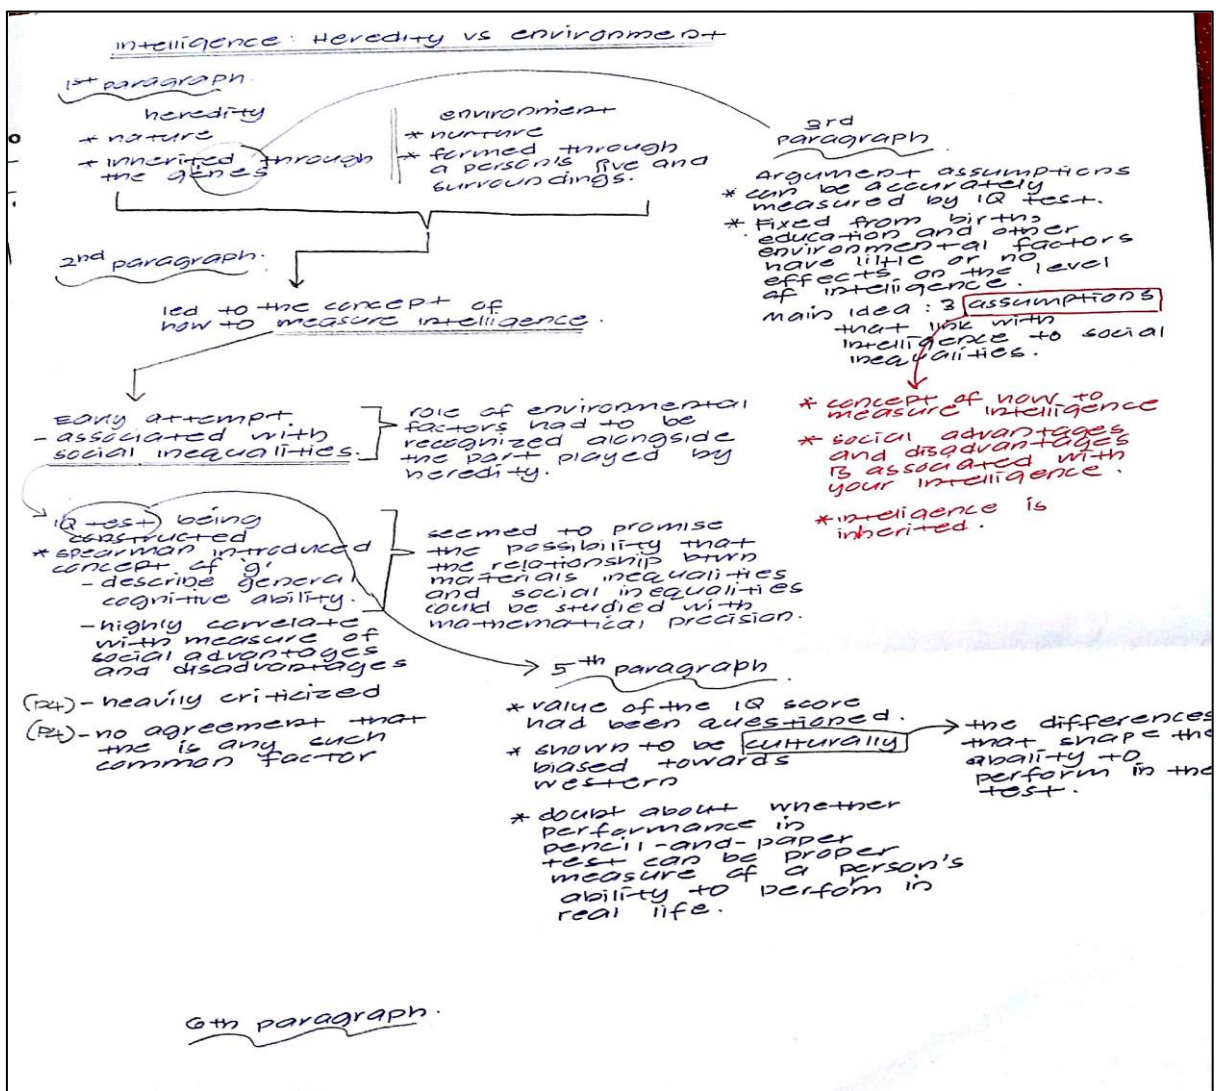 intelligence: Heredity vs environment
1st paragraph.
heredity
* nature
* inherited through
the genes
environment
* nurture
* formed through
a person's live and
surroundings.
2nd paragraph.
led to the concept of
how to measure intelligence.
Early attempt.
- associated with
social inequalities.
role of environmental
factors had to be
recognized alongside
the part played by
heredity.
IQ test being
constructed
* spearman introduced
concept of 'g'
- describe general
cognitive ability.
- highly correlate
with measure of
social advantages
and disadvantages
(P4) - heavily criticized
(P4) - no agreement that
the is any such
common factor
seemed to promise
the possibility that
the relationship btwn
materials inequalities
and social inequalities
could be studied with
mathematical precision.
3rd
paragraph.
Argument assumptions
* can be accurately
measured by IQ test.
* Fixed from birth,
education and other
environmental factors
have little or no
effects on the level
of intelligence.
main idea : 3 assumptions
that link with
intelligence to social
inequalities.
* concept of how to
measure intelligence
* social advantages
and disadvantages
is associated with
your intelligence.
* inteligence is
inherited.
5th paragraph.
* value of the IQ score
had been questioned.
* shown to be culturally
biased towards
western
* doubt about whether
performance in
pencil-and-paper
test can be proper
measure of a person's
ability to perform in
real life.
the differences
that shape the
abality to
perform in the
test.
6th paragraph.